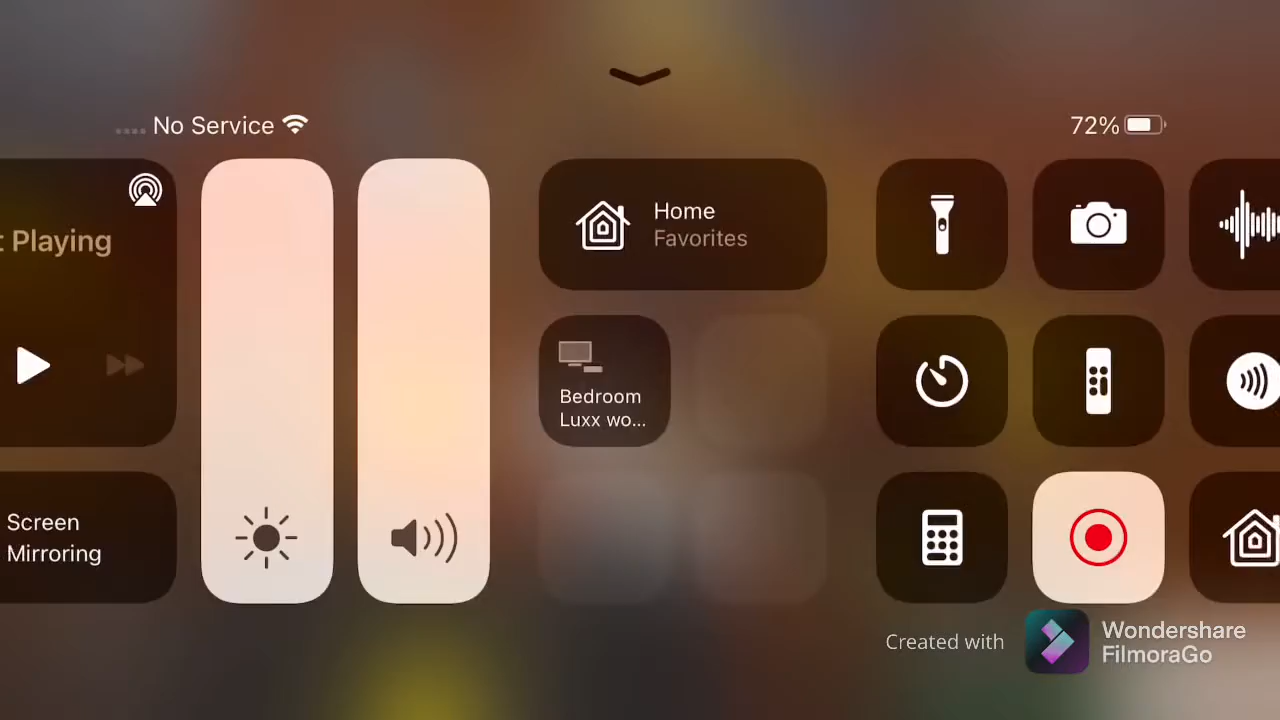 No Service
72%
t Playing
Home
Favorites
Bedroom
Luxx wo...
Screen
Mirroring
Created with
Wondershare
FilmoraGo